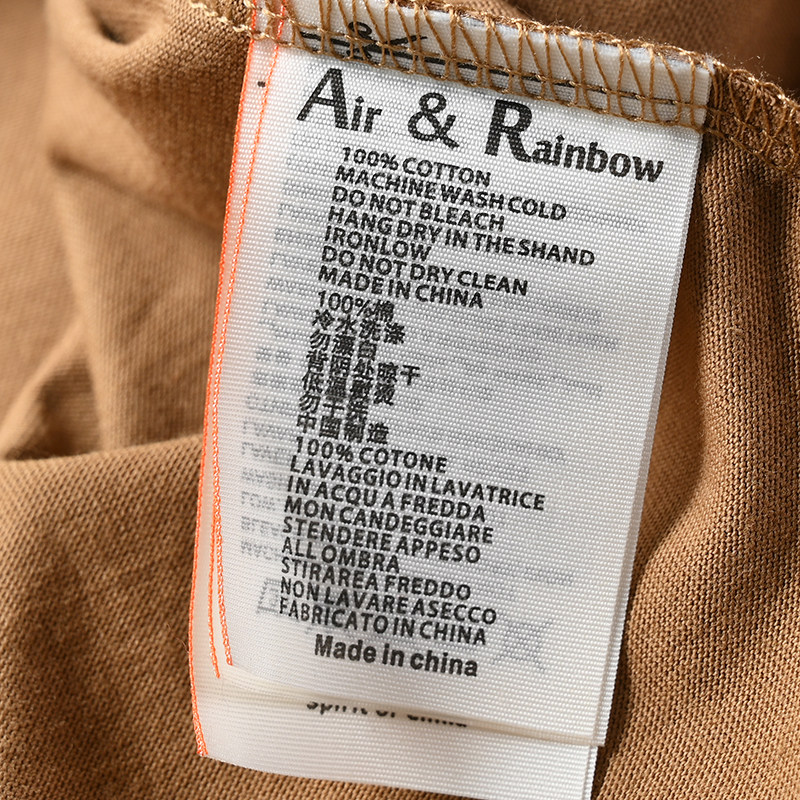 Air & Rainbow
100% COTTON
MACHINE WASH COLD
DO NOT BLEACH
HANG DRY IN THE SHAND
IRONLOW
DO NOT DRY CLEAN
MADE IN CHINA
100%棉
冷水洗涤
勿漂白
背阴处晾干
低温熨烫
勿干洗
中国制造
100% COTONE
LAVAGGIO IN LAVATRICE
IN ACQU A FREDDA
MON CANDEGGIARE
STENDERE APPESO
ALL OMBRA
STIRAREA FREDDO
NON LAVARE ASECCO
FABRICATO IN CHINA
Made in china